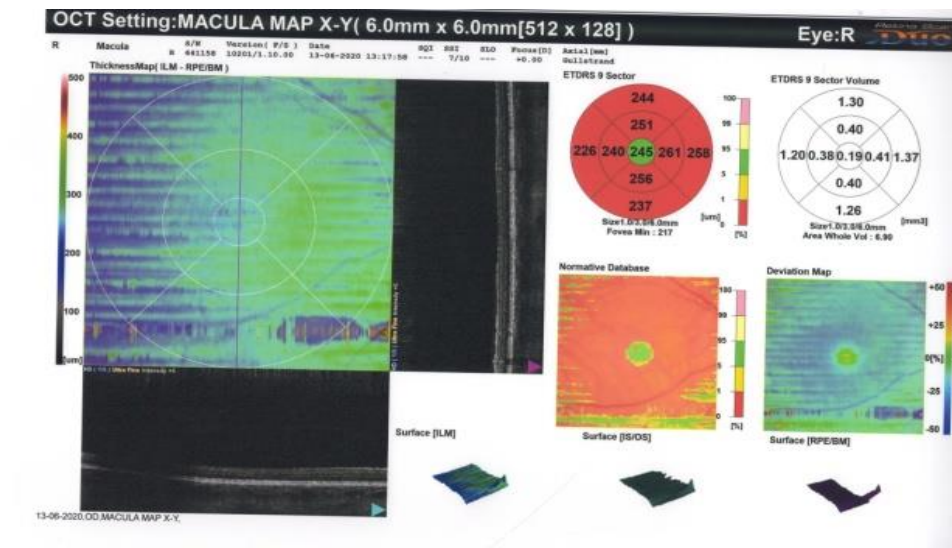 OCT Setting:MACULA MAP X-Y( 6.0mm x 6.0mm[512 x 128] ) Eye:R
R Macula S/N Version( F/S ) Date SQI SSI SLO Focus[D] Axial[mm]
R 661158 10201/1.10.00 13-06-2020 13:17:58 --- 7/10 --- +0.00 Gullstrand
ThicknessMap( ILM - RPE/BM )
500
400
300
200
100
[um]
ETDRS 9 Sector
244
251
226 240 245 261 258
256
237
Size1.0/3.0/6.0mm
Fovea Min : 217
[um]
100
99
95
5
1
0
[%]
ETDRS 9 Sector Volume
1.30
0.40
1.20 0.38 0.19 0.41 1.37
0.40
1.26
Size1.0/3.0/6.0mm
Area Whole Vol : 6.90
[mm3]
Normative Database
100
99
95
5
1
0
[%]
Deviation Map
+50
+25
0[%]
-25
-50
Surface [ILM]
Surface [IS/OS]
Surface [RPE/BM]
13-06-2020,OD,MACULA MAP X-Y,